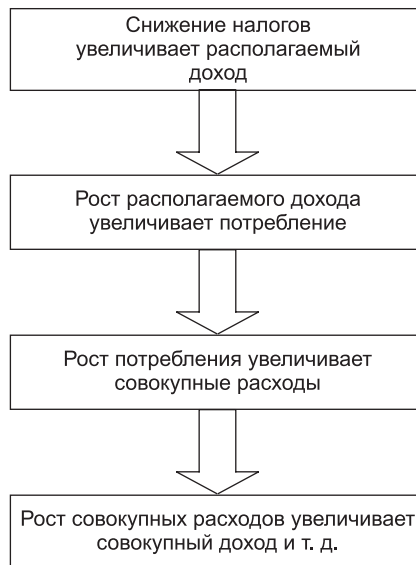 Снижение налогов
увеличивает располагаемый
доход
Рост располагаемого дохода
увеличивает потребление
Рост потребления увеличивает
совокупные расходы
Рост совокупных расходов увеличивает
совокупный доход и т. д.